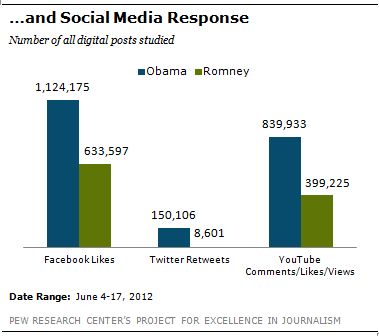 ...and Social Media Response
Number of all digital posts studied
Obama Romney
1,124,175
633,597
150,106
8,601
839,933
399,225
Facebook Likes Twitter Retweets YouTube
Comments/Likes/Views
Date Range: June 4-17, 2012
PEW RESEARCH CENTER'S PROJECT FOR EXCELLENCE IN JOURNALISM